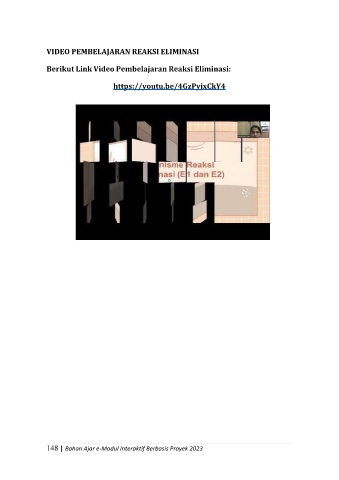 VIDEO PEMBELAJARAN REAKSI ELIMINASI
Berikut Link Video Pembelajaran Reaksi Eliminasi:
https://youtu.be/4GzPyixCkY4
nisme Reaksi
nasi (E1 dan E2)
148 | Bahan Ajar e-Modul Interaktif Berbasis Proyek 2023